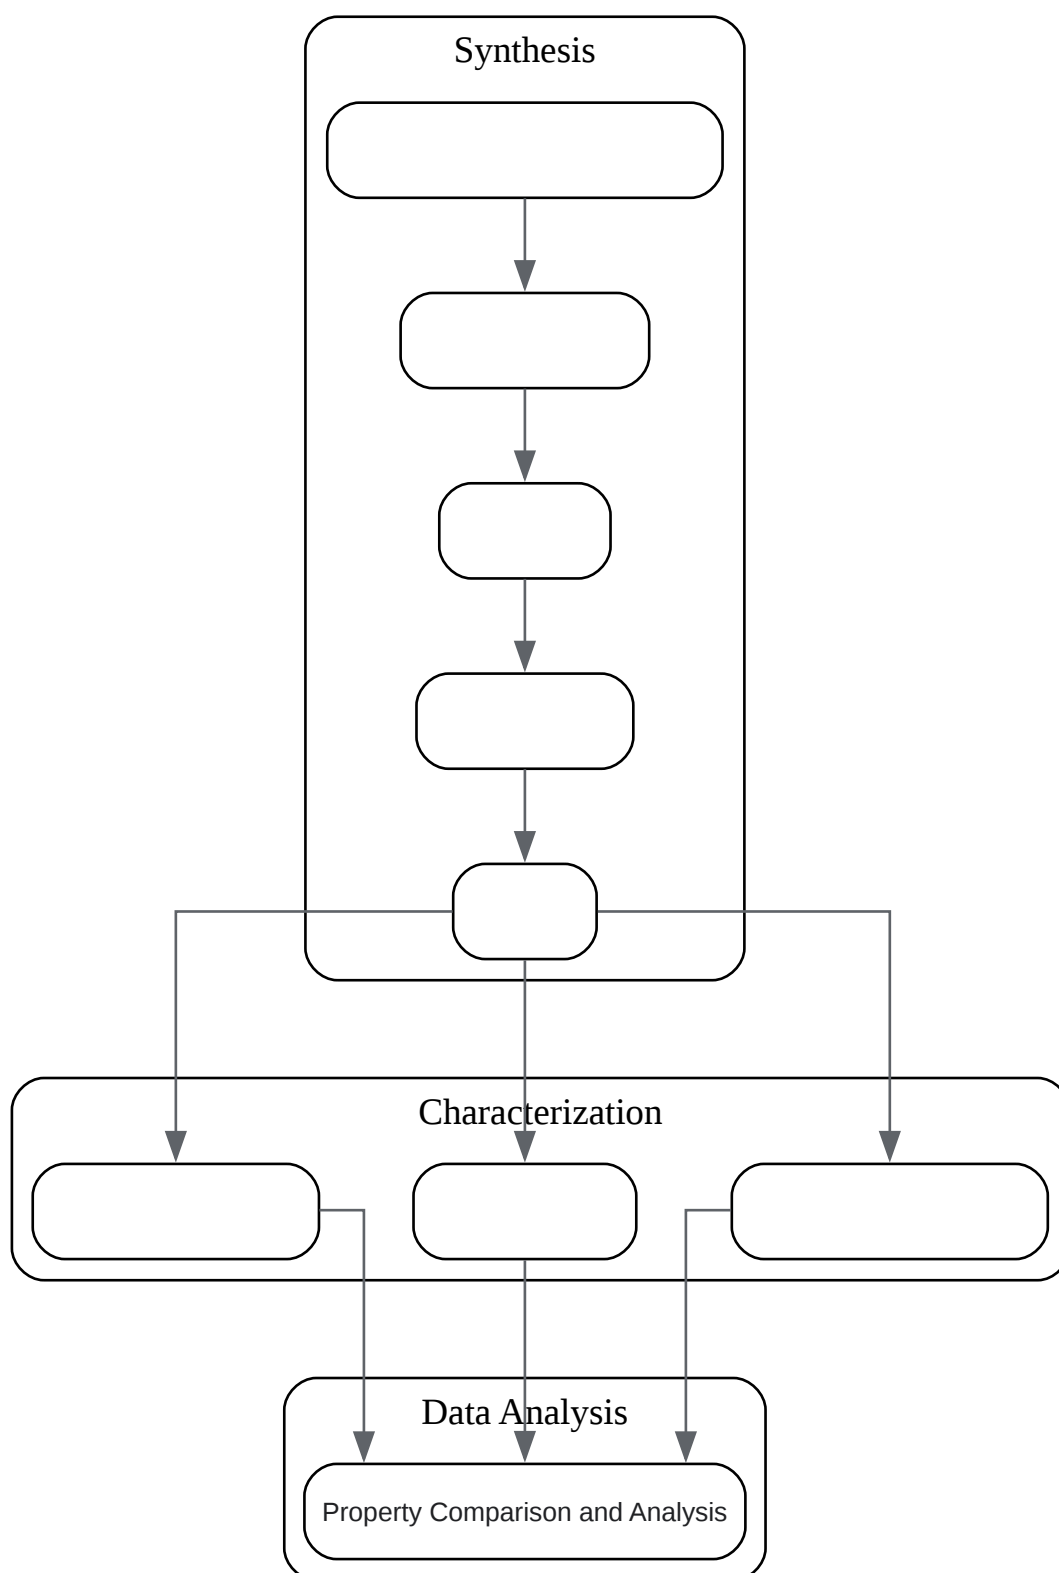 Synthesis
Characterization
Data Analysis
Property Comparison and Analysis